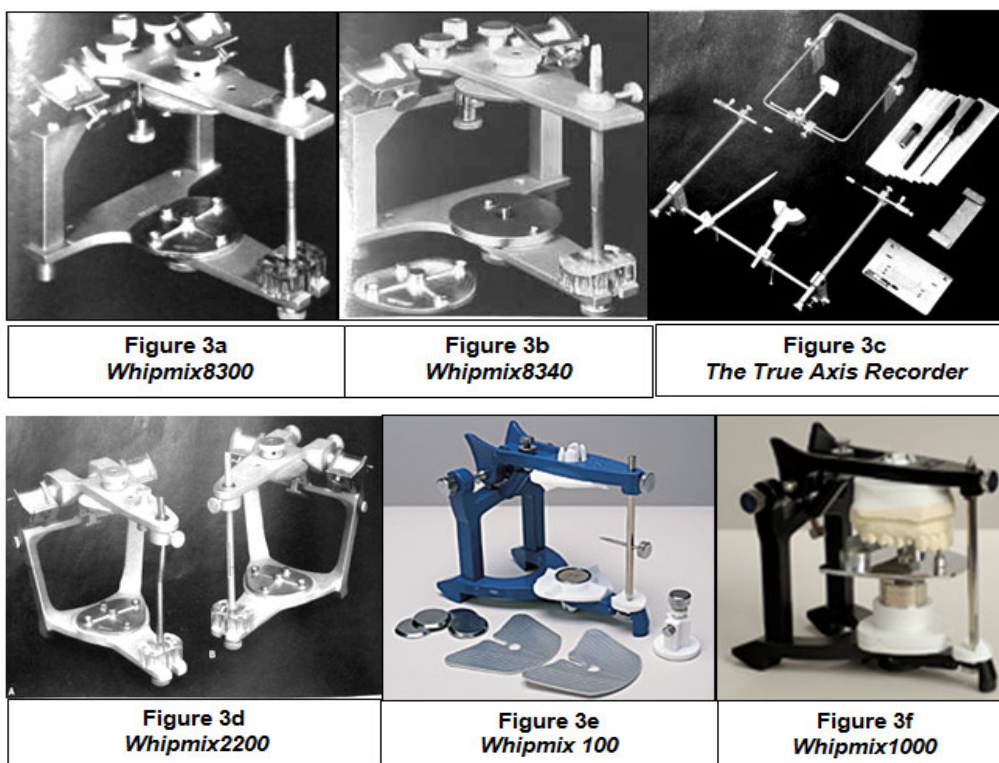 Figure 3a
Whipmix8300
Figure 3b
Whipmix8340
Figure 3c
The True Axis Recorder
A
B
Figure 3d
Whipmix2200
Figure 3e
Whipmix 100
Figure 3f
Whipmix1000